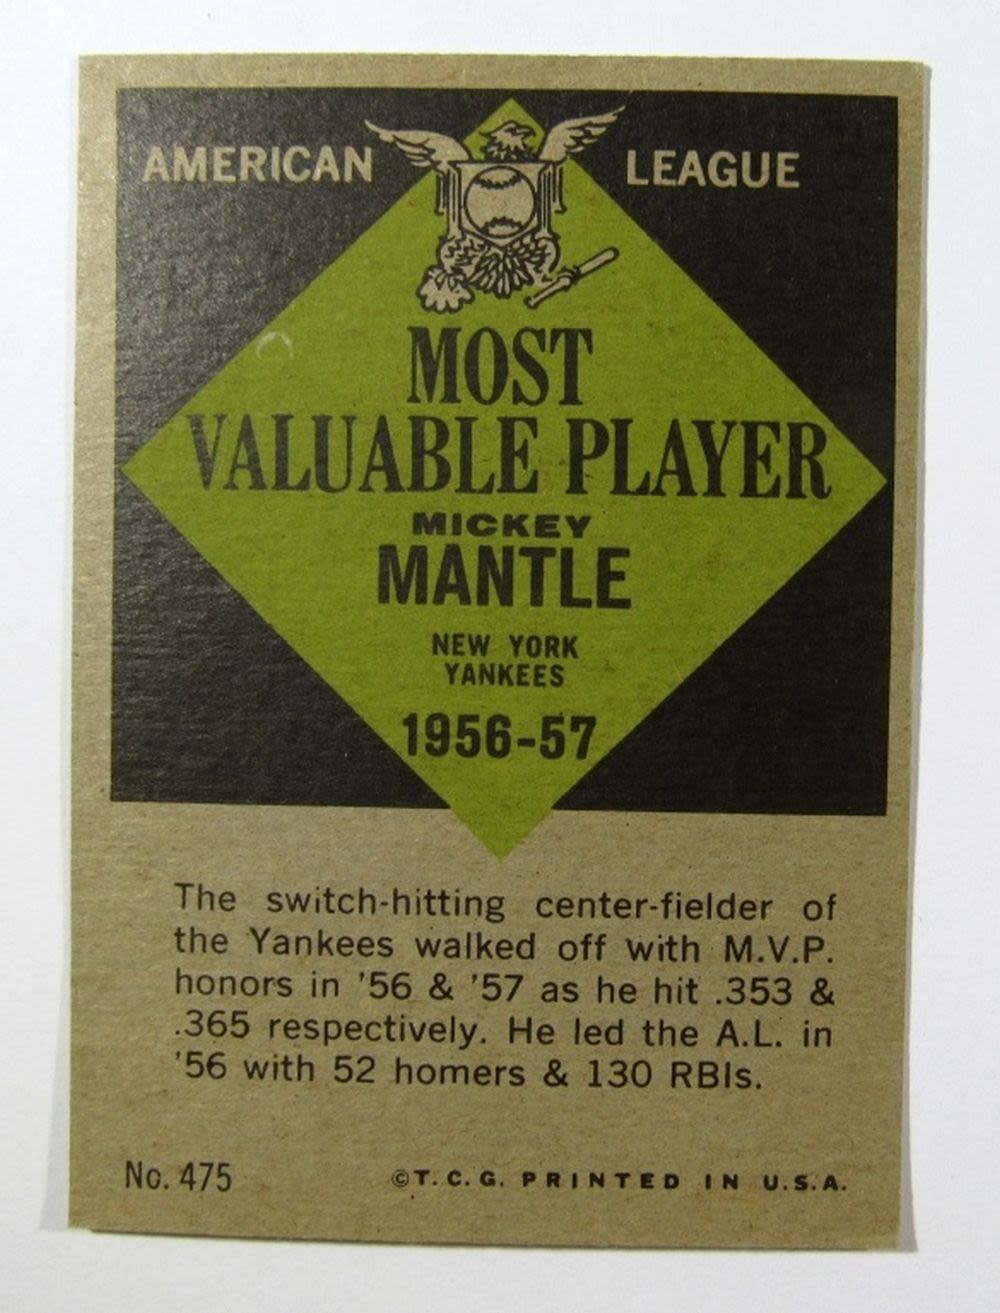 AMERICAN LEAGUE
MOST
VALUABLE PLAYER
MICKEY
MANTLE
NEW YORK
YANKEES
1956-57
The switch-hitting center-fielder of
the Yankees walked off with M.V.P.
honors in '56 & '57 as he hit .353 &
.365 respectively. He led the A.L. in
'56 with 52 homers & 130 RBIs.
No. 475 ©T.C.G. PRINTED IN U.S.A.